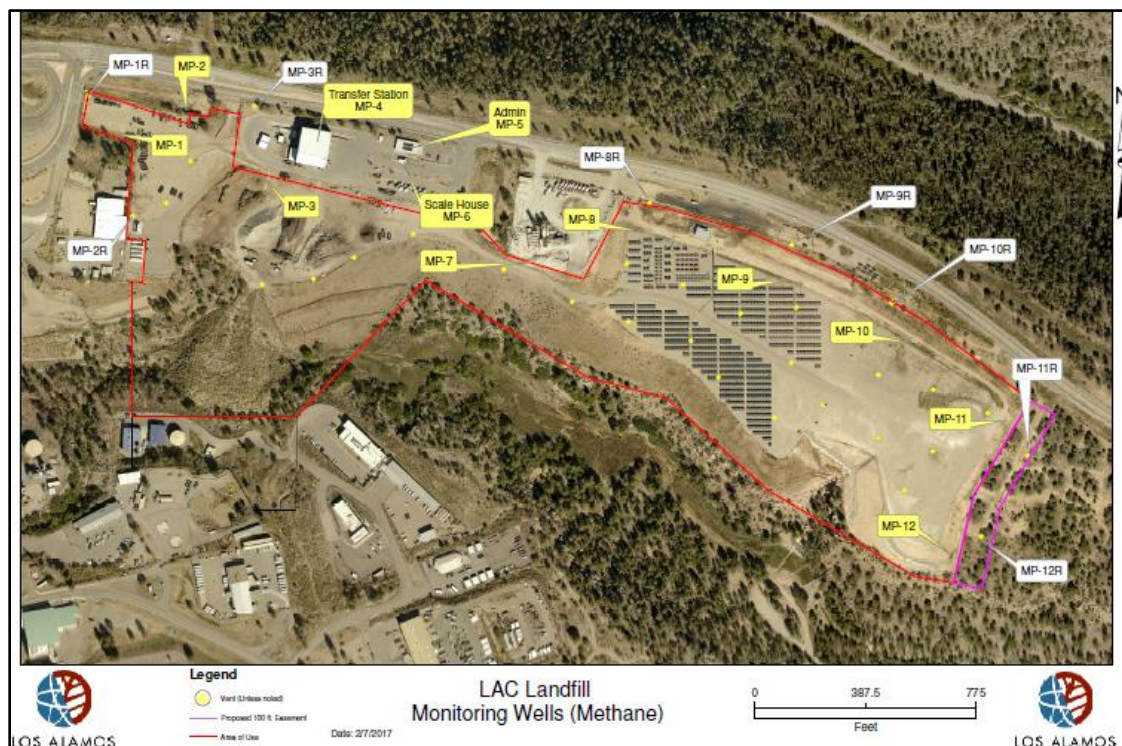 MP-1R
MP-2
MP-3R
Transfer Station
MP-4
Admin
MP-5
MP-1
MP-8R
MP-9R
MP-3
Scale House
MP-6
MP-8
MP-2R
MP-7
MP-9
MP-10R
MP-10
MP-11R
MP-11
MP-12
MP-12R
N
Legend
Vent (Unless noted)
Proposed 100 ft. Easement
Area of Use
Date: 2/7/2017
LAC Landfill
Monitoring Wells (Methane)
0 387.5 775
Feet
LOS ALAMOS
LOS ALAMOS